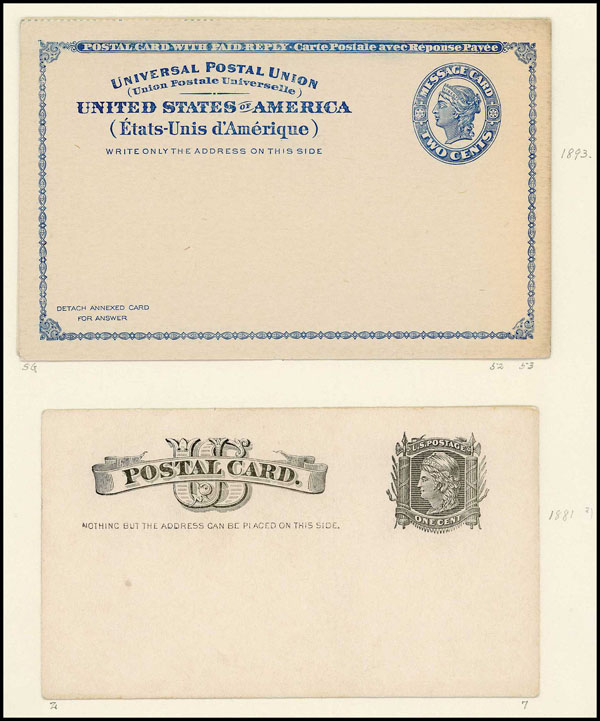 POSTAL CARD WITH PAID REPLY - Carte Postale avec Réponse Payée
UNIVERSAL POSTAL UNION
(Union Postale Universelle)
UNITED STATES OF AMERICA
(États-Unis d'Amérique)
WRITE ONLY THE ADDRESS ON THIS SIDE
MESSAGE CARD
TWO CENTS
1893.
DETACH ANNEXED CARD
FOR ANSWER
SG 52 53
US
POSTAL CARD.
NOTHING BUT THE ADDRESS CAN BE PLACED ON THIS SIDE.
U.S. POSTAGE
ONE CENT
1881
7